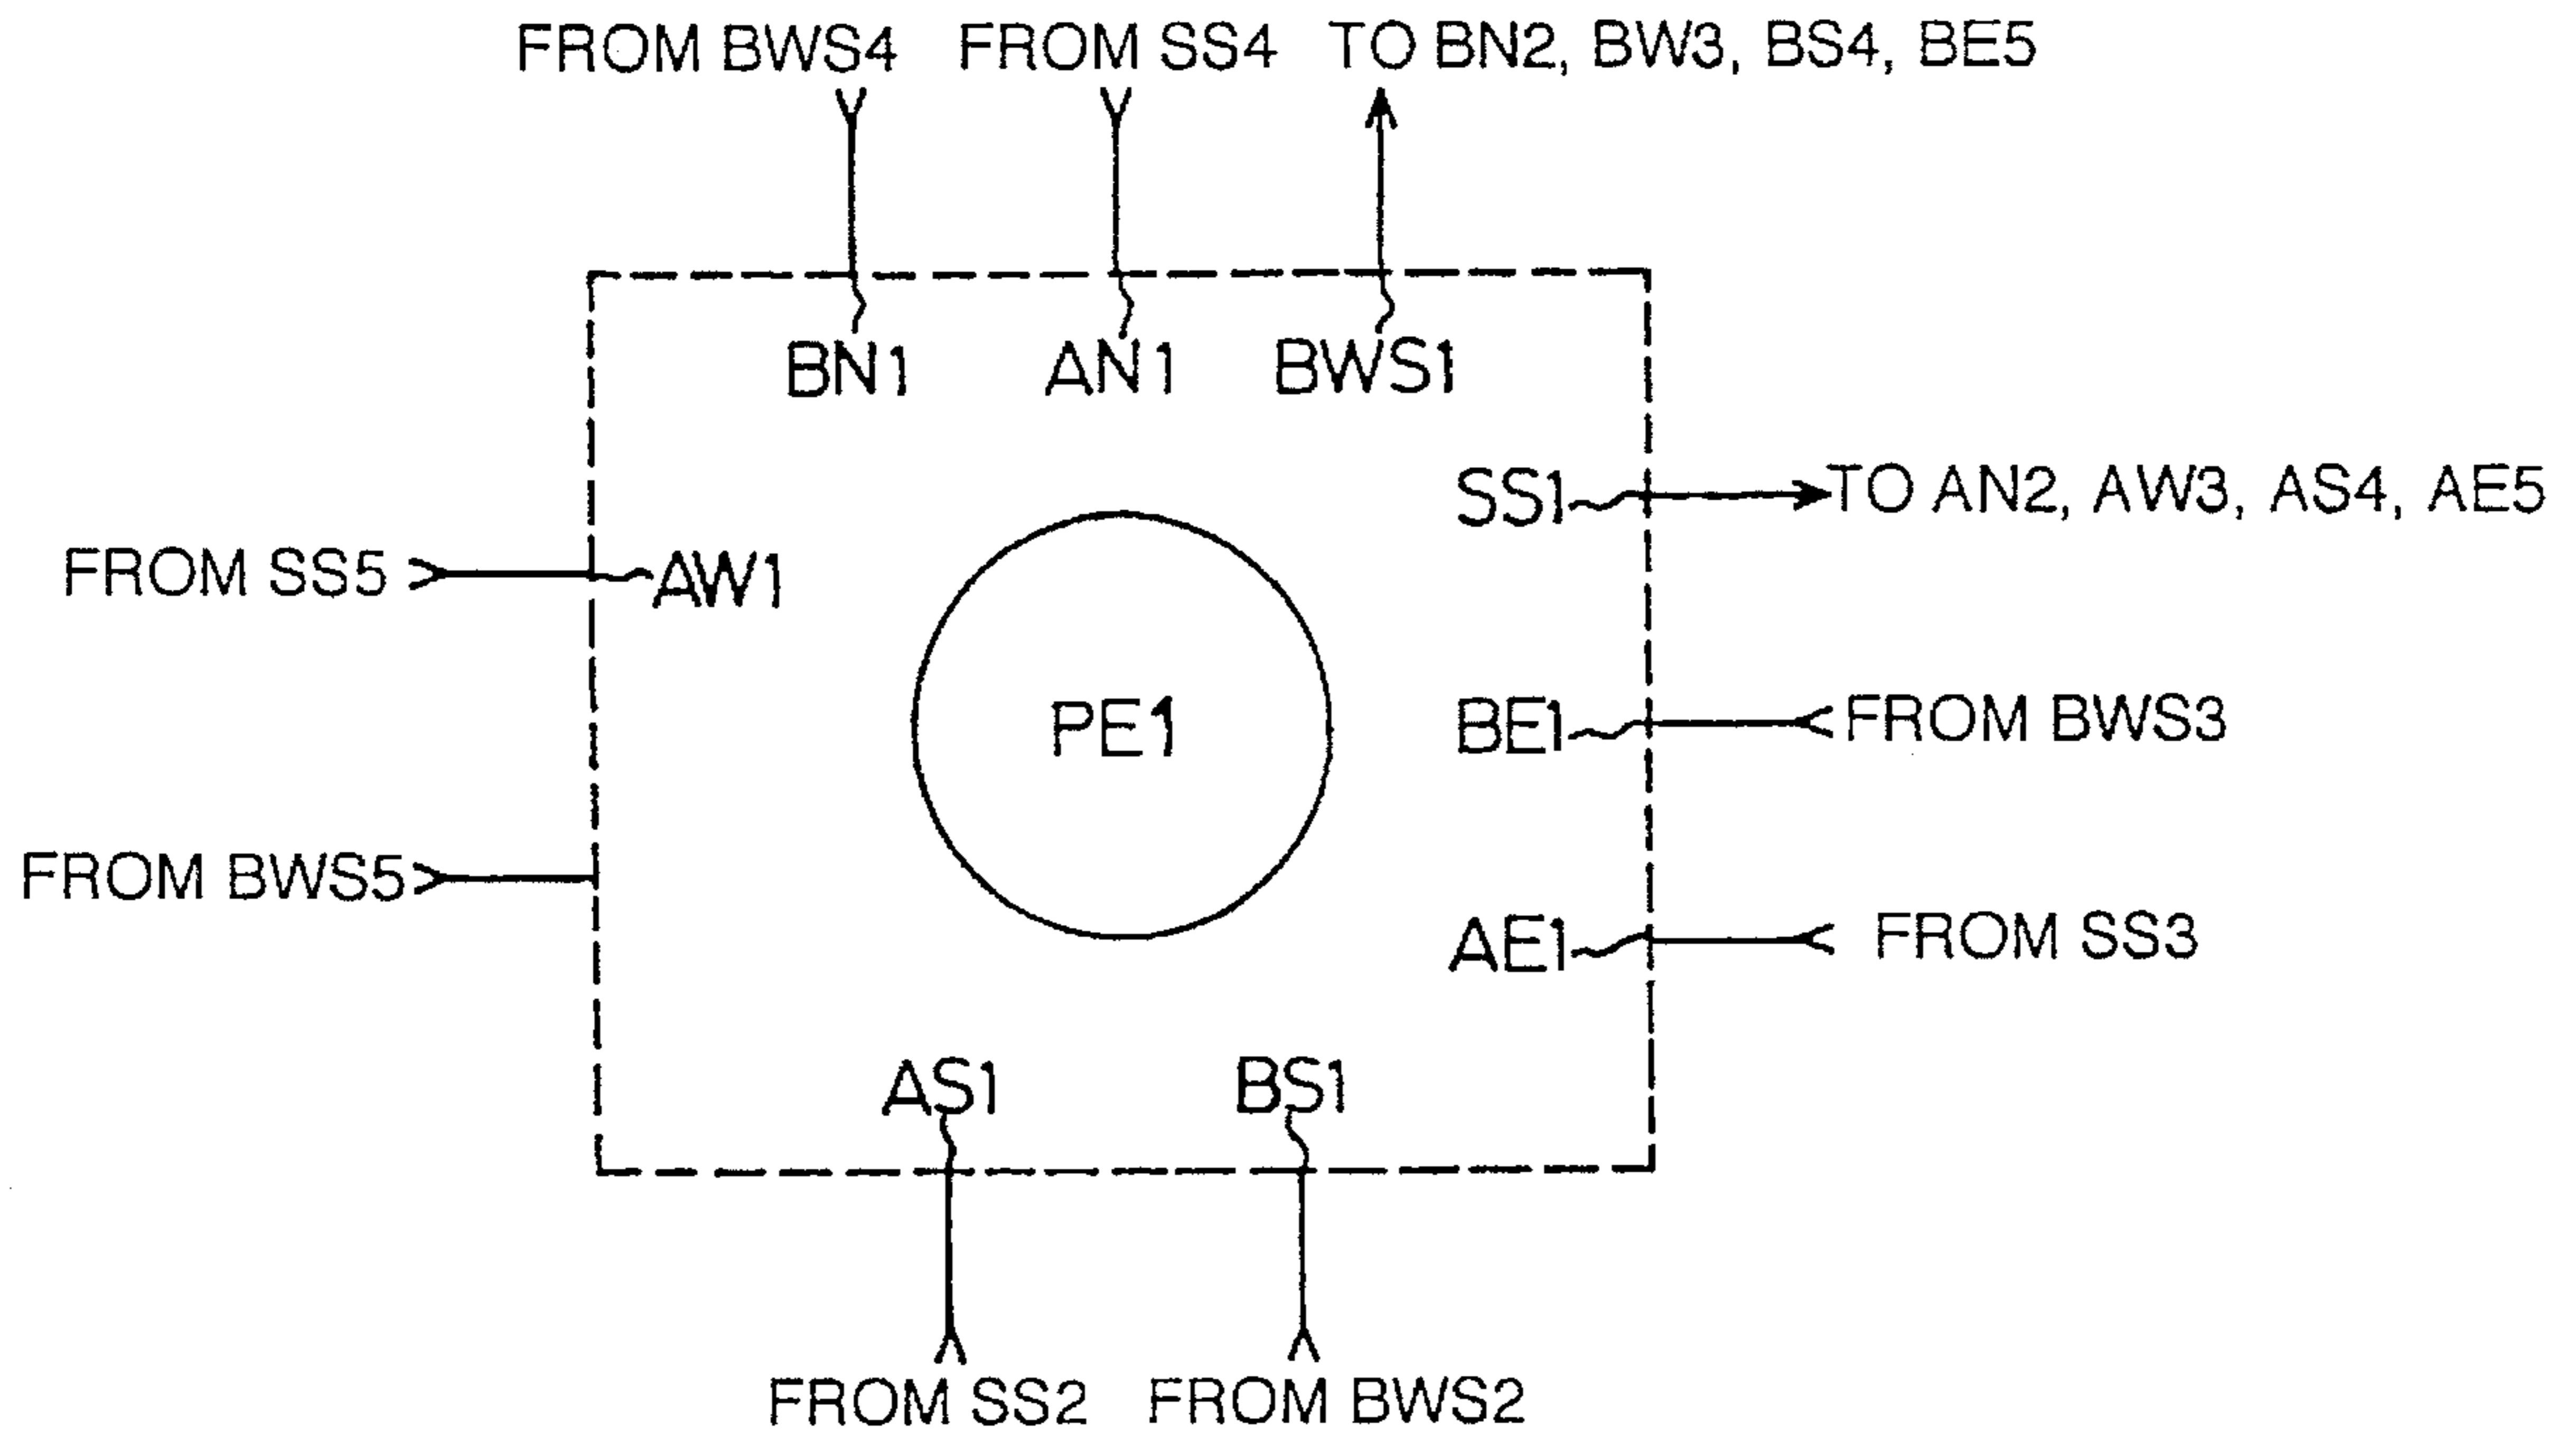 FROM BWS4 FROM SS4 TO BN2, BW3, BS4, BE5
BN1 AN1 BWS1
SS1 TO AN2, AW3, AS4, AE5
FROM SS5 AW1
PE1
BE1 FROM BWS3
FROM BWS5
AE1 FROM SS3
AS1 BS1
FROM SS2 FROM BWS2